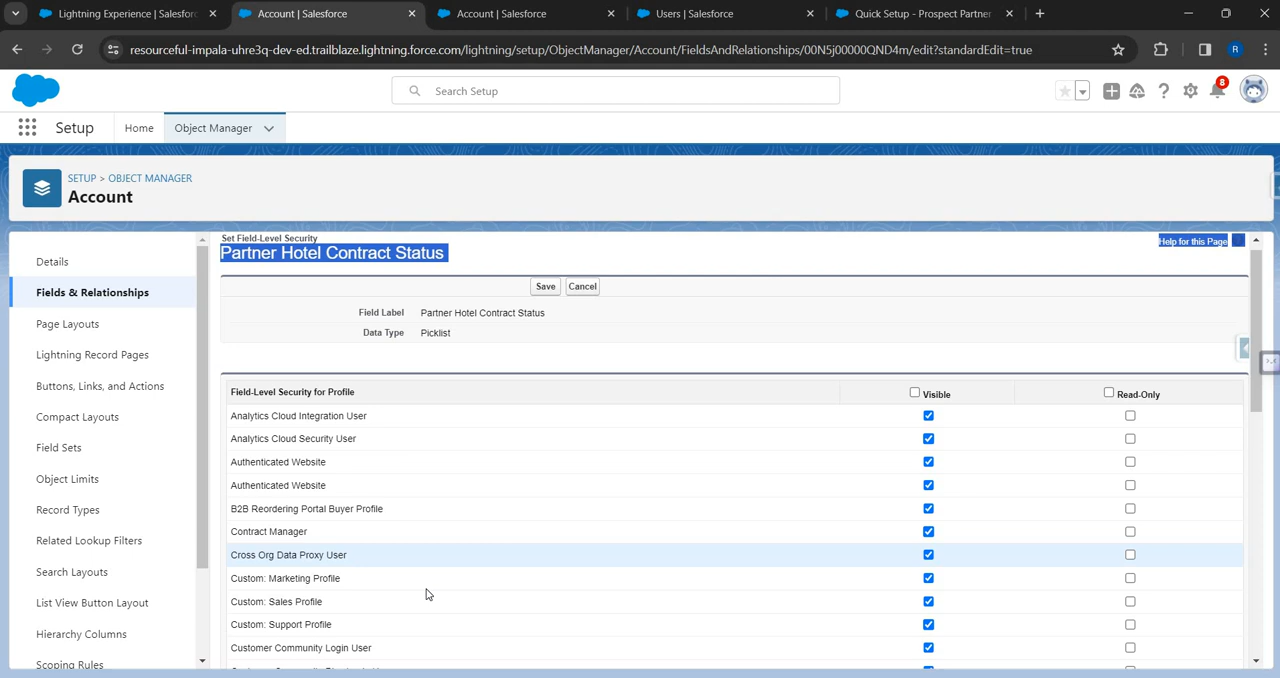 Lightning Experience | Salesforc
Account | Salesforce
Account | Salesforce
Users | Salesforce
Quick Setup - Prospect Partner
resourceful-impala-uhre3q-dev-ed.trailblaze.lightning.force.com/lightning/setup/ObjectManager/Account/FieldsAndRelationships/00N5j00000QND4m/edit?standardEdit=true
R
Search Setup
8
Setup
Home
Object Manager
SETUP > OBJECT MANAGER
Account
Details
Fields & Relationships
Page Layouts
Lightning Record Pages
Buttons, Links, and Actions
Compact Layouts
Field Sets
Object Limits
Record Types
Related Lookup Filters
Search Layouts
List View Button Layout
Hierarchy Columns
Scoping Rules
Set Field-Level Security
Partner Hotel Contract Status
Help for this Page
Save
Cancel
Field Label Partner Hotel Contract Status
Data Type Picklist
Field-Level Security for Profile Visible Read-Only
Analytics Cloud Integration User
Analytics Cloud Security User
Authenticated Website
Authenticated Website
B2B Reordering Portal Buyer Profile
Contract Manager
Cross Org Data Proxy User
Custom: Marketing Profile
Custom: Sales Profile
Custom: Support Profile
Customer Community Login User